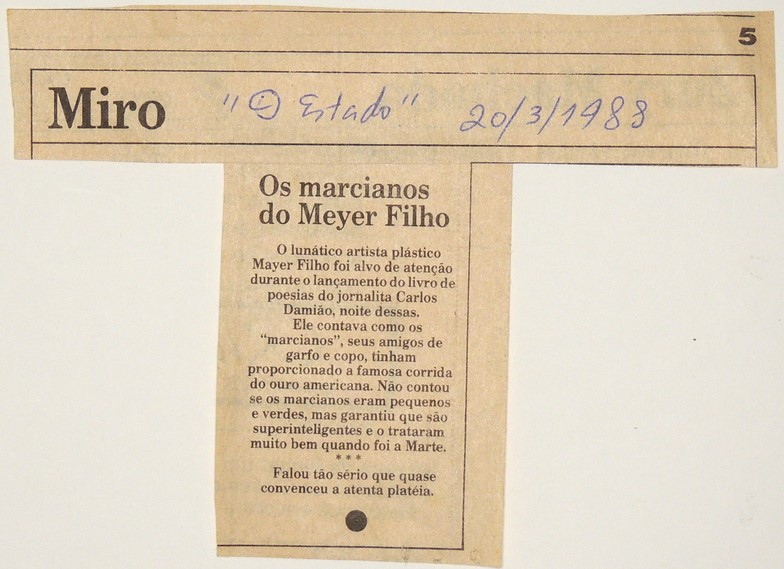 5
Miro "O Estado" 20/3/1988
Os marcianos
do Meyer Filho
O lunático artista plástico
Mayer Filho foi alvo de atenção
durante o lançamento do livro de
poesias do jornalita Carlos
Damião, noite dessas.
Ele contava como os
"marcianos", seus amigos de
garfo e copo, tinham
proporcionado a famosa corrida
do ouro americana. Não contou
se os marcianos eram pequenos
e verdes, mas garantiu que são
superinteligentes e o trataram
muito bem quando foi a Marte.
***
Falou tão sério que quase
convenceu a atenta platéia.